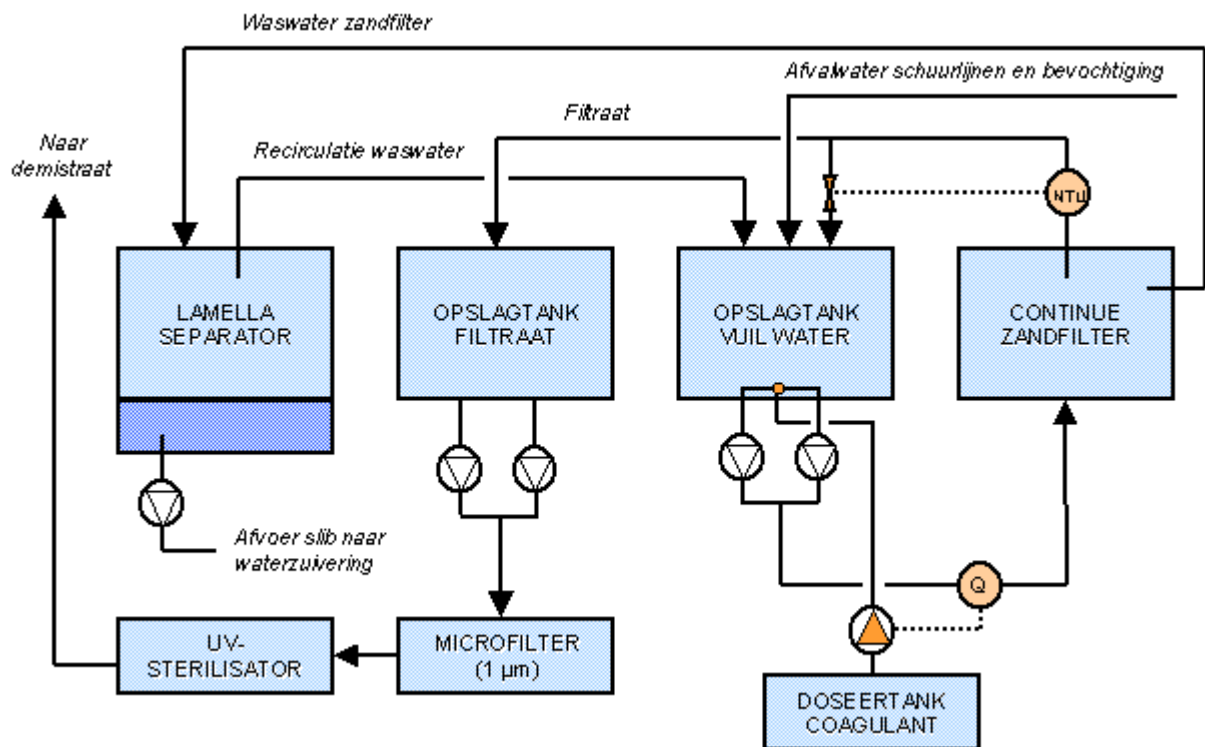 Waswater zandfilter
Afvalwater schuurlijnen en bevochtiging
Filtraat
Naar
demistraat
Recirculatie waswater
NTU
LAMELLA
SEPARATOR
OPSLAGTANK
FILTRAAT
OPSLAGTANK
VUIL WATER
CONTINUE
ZANDFILTER
Afvoer slib naar
waterzuivering
Q
UV-
STERILISATOR
MICROFILTER
(1 µm)
DOSEERTANK
COAGULANT